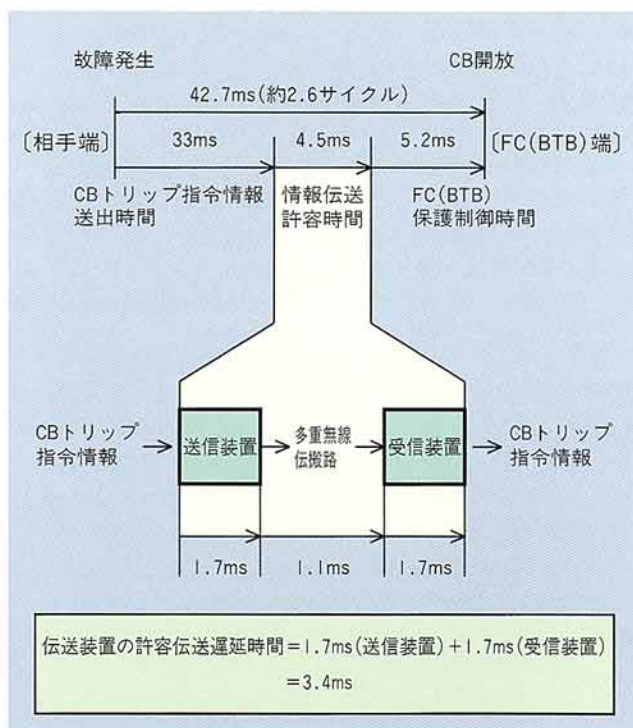 故障発生
CB開放
42.7ms(約2.6サイクル)
〔相手端〕
33ms
4.5ms
5.2ms
〔FC(BTB)端〕
CBトリップ指令情報
送出時間
情報伝送
許容時間
FC(BTB)
保護制御時間
CBトリップ
指令情報
送信装置
多重無線
伝搬路
受信装置
CBトリップ
指令情報
1.7ms
1.1ms
1.7ms
伝送装置の許容伝送遅延時間＝1.7ms(送信装置)＋1.7ms(受信装置)
＝3.4ms